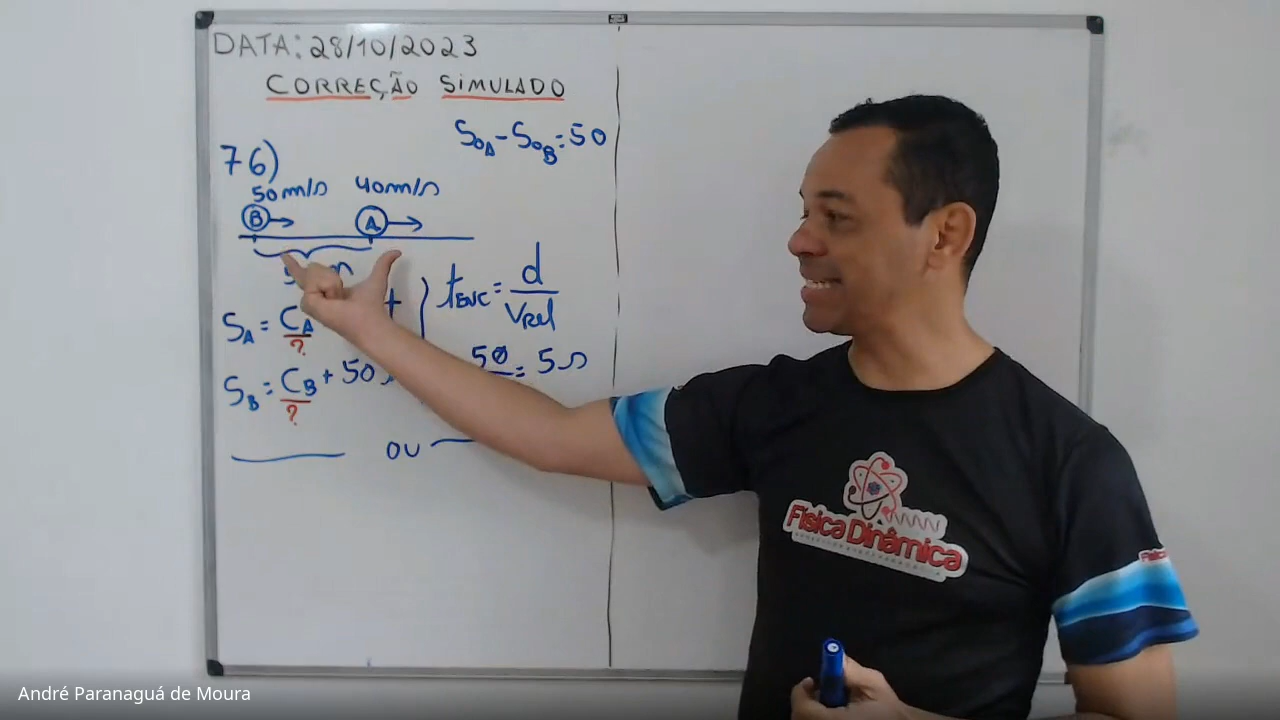 DATA: 28/10/2023
CORREÇÃO SIMULADO
S₀A - S₀B = 50
76)
50m/s 40m/s
B A
tENC = d
VRel
SA = CA
?
50 = 5s
SB = CB + 50
?
OU
Física Dinâmica
André Paranaguá de Moura